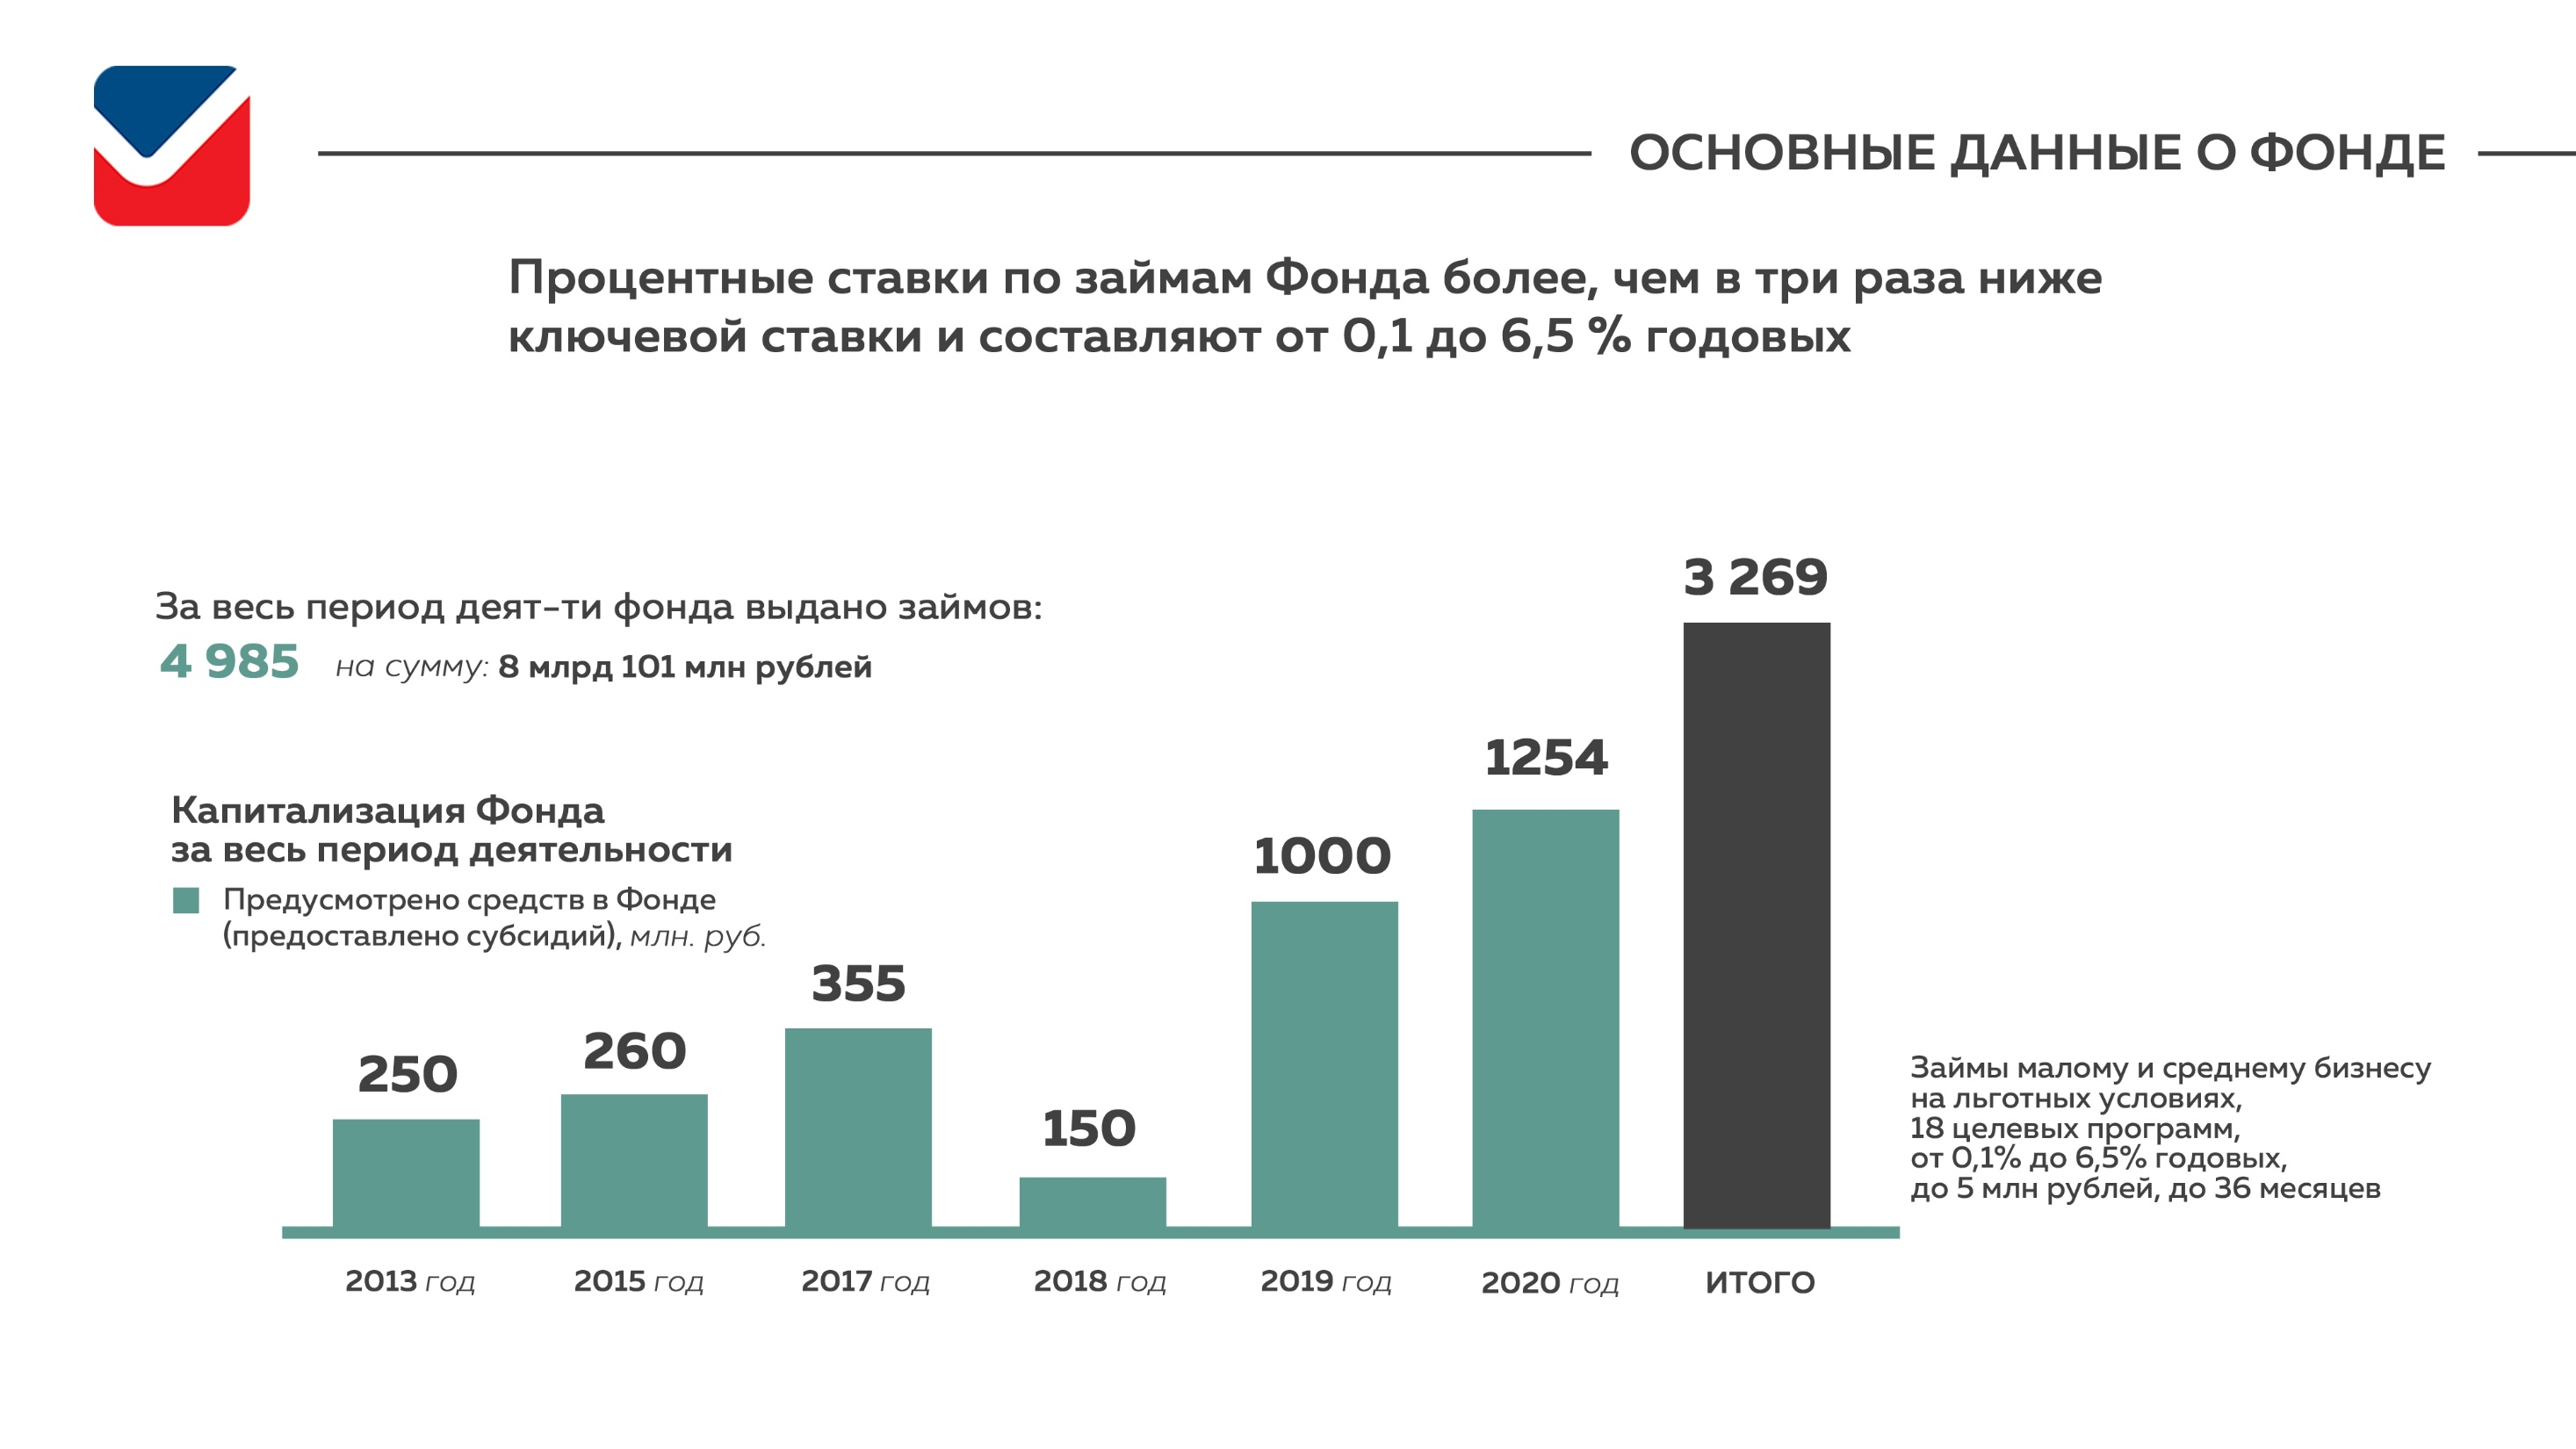 ОСНОВНЫЕ ДАННЫЕ О ФОНДЕ
Процентные ставки по займам Фонда более, чем в три раза ниже
ключевой ставки и составляют от 0,1 до 6,5 % годовых
За весь период деят-ти фонда выдано займов:
4 985 на сумму: 8 млрд 101 млн рублей
Капитализация Фонда
за весь период деятельности
Предусмотрено средств в Фонде
(предоставлено субсидий), млн. руб.
250
260
355
150
1000
1254
3 269
2013 год
2015 год
2017 год
2018 год
2019 год
2020 год
ИТОГО
Займы малому и среднему бизнесу
на льготных условиях,
18 целевых программ,
от 0,1% до 6,5% годовых,
до 5 млн рублей, до 36 месяцев